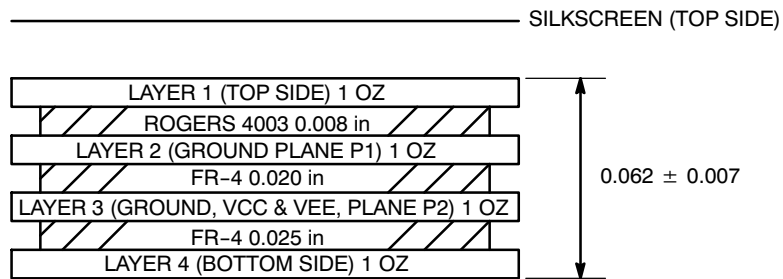 SILKSCREEN (TOP SIDE)
LAYER 1 (TOP SIDE) 1 OZ
ROGERS 4003 0.008 in
LAYER 2 (GROUND PLANE P1) 1 OZ
FR−4 0.020 in
0.062 ± 0.007
LAYER 3 (GROUND, VCC & VEE, PLANE P2) 1 OZ
FR−4 0.025 in
LAYER 4 (BOTTOM SIDE) 1 OZ